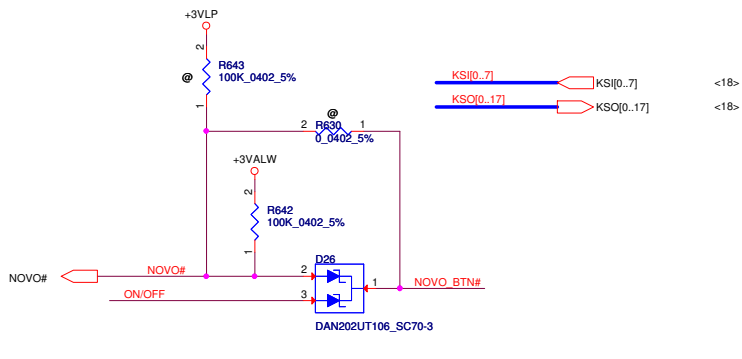 +3VLP
2
R643
@
100K_0402_5%
1
KSI[0..7]
KSI[0..7]
<18>
KSO[0..17]
KSO[0..17]
<18>
@
2
R630
1
0_0402_5%
+3VALW
2
R642
100K_0402_5%
1
D26
NOVO#
NOVO#
2
1
NOVO_BTN#
ON/OFF
3
DAN202UT106_SC70-3